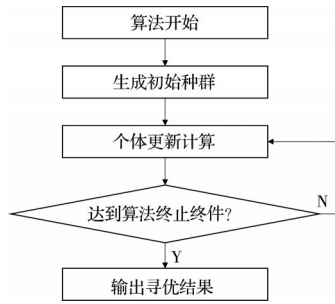 算法开始
生成初始种群
个体更新计算
达到算法终止终件?
N
Y
输出寻优结果